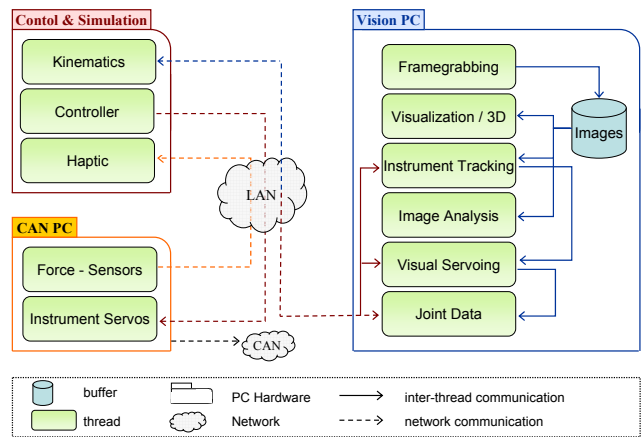 Contol & Simulation
Kinematics
Controller
Haptic
CAN PC
Force - Sensors
Instrument Servos
LAN
CAN
Vision PC
Framegrabbing
Visualization / 3D
Instrument Tracking
Image Analysis
Visual Servoing
Joint Data
Images
buffer
PC Hardware
inter-thread communication
thread
Network
network communication